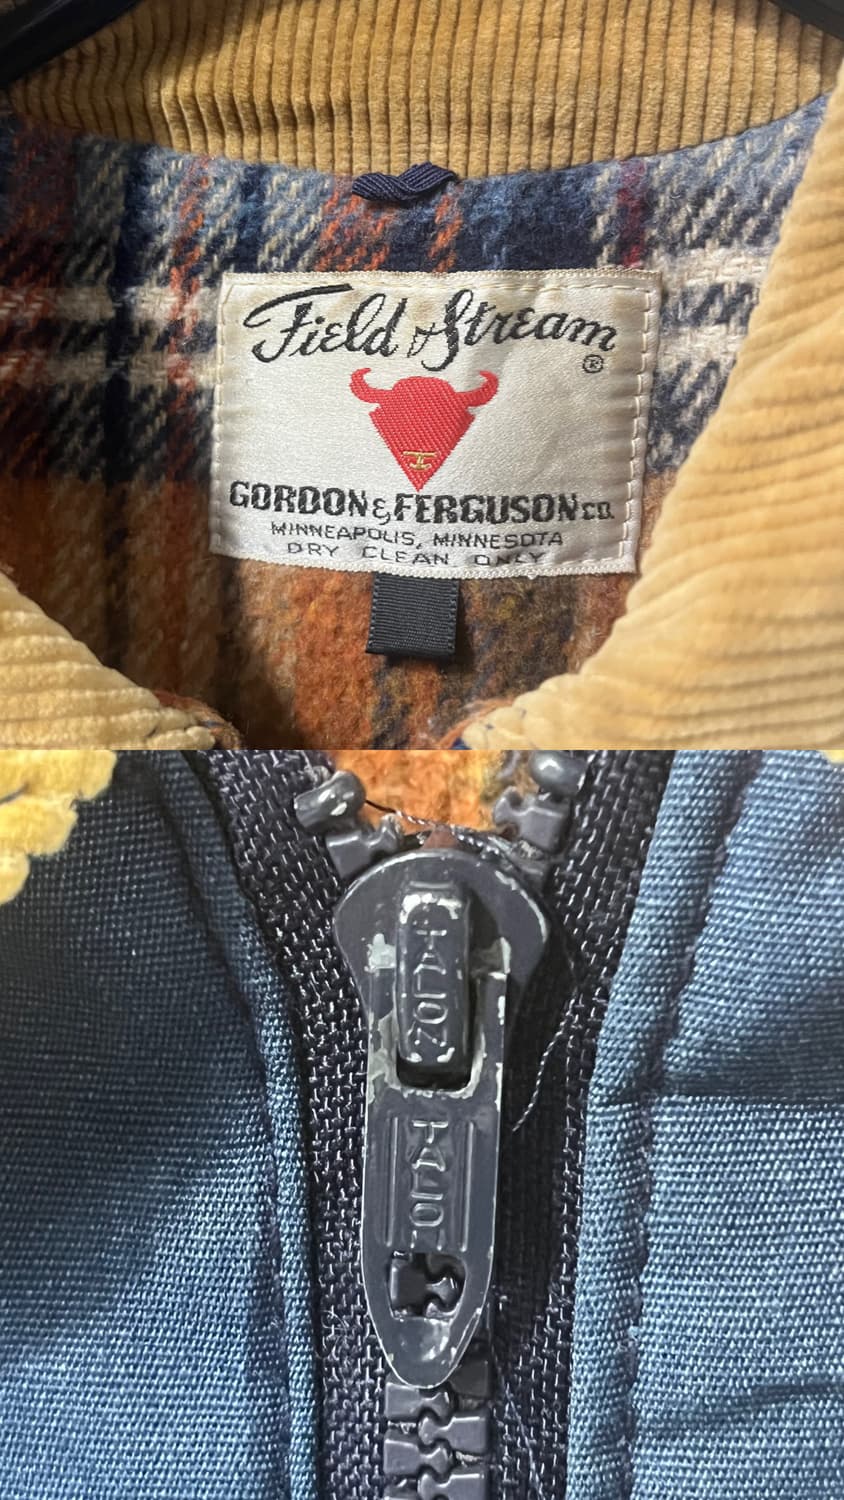 Field & Stream
®
GORDON & FERGUSON CO.
MINNEAPOLIS, MINNESOTA
DRY CLEAN ONLY
TALON
TALON